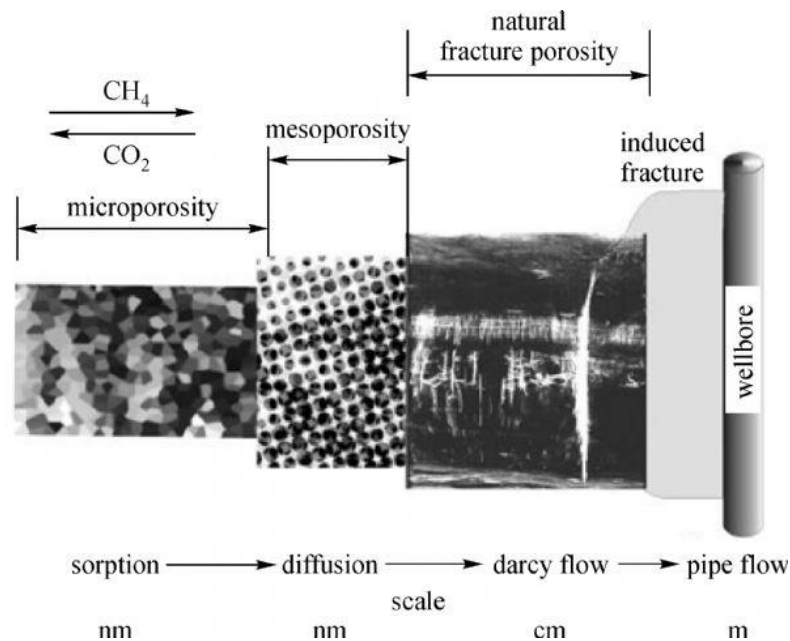 natural
fracture porosity
CH₄
CO₂
mesoporosity
induced
fracture
microporosity
wellbore
sorption diffusion darcy flow pipe flow
scale
nm nm cm m